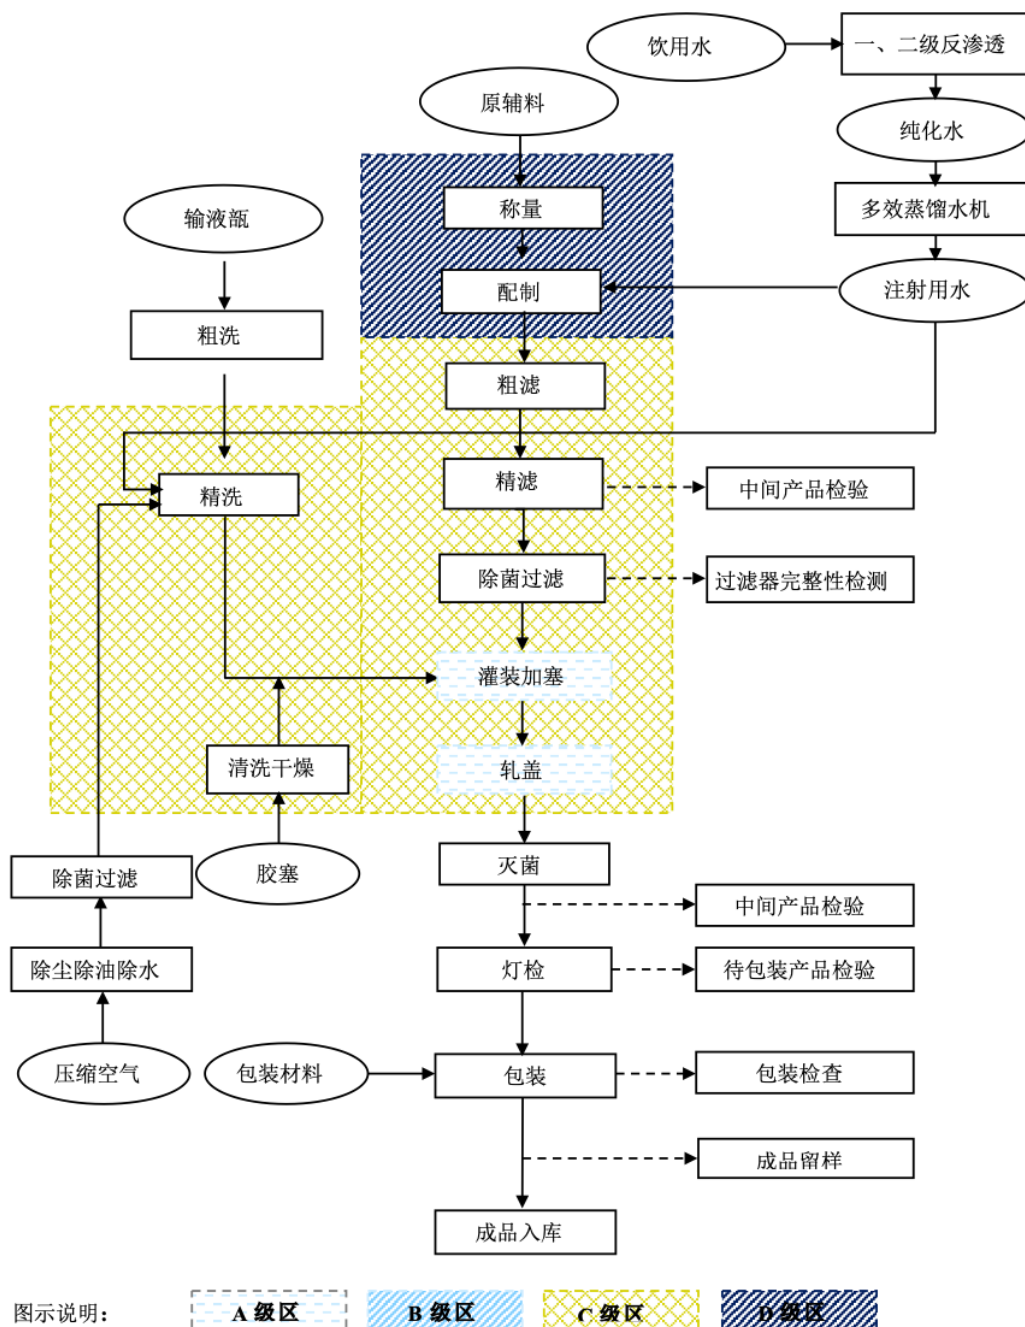 饮用水
一、二级反渗透
原辅料
纯化水
称量
多效蒸馏水机
输液瓿
配制
注射用水
粗洗
粗滤
精滤
中间产品检验
精洗
除菌过滤
过滤器完整性检测
灌装加塞
清洗干燥
轧盖
灭菌
除菌过滤
胶塞
中间产品检验
除尘除油除水
灯检
待包装产品检验
压缩空气
包装材料
包装
包装检查
成品留样
成品入库
图示说明：
A 级区
B 级区
C 级区
D 级区